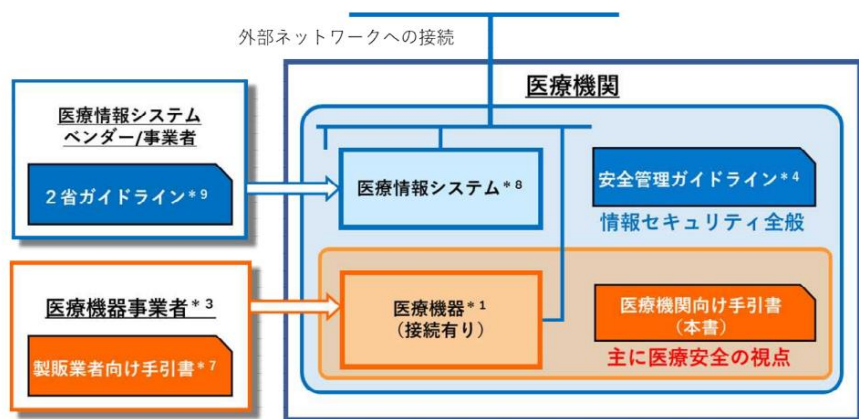 外部ネットワークへの接続
医療機関
医療情報システム
ベンダー/事業者
2省ガイドライン*9
医療情報システム*8
安全管理ガイドライン*4
情報セキュリティ全般
医療機器事業者*3
製販業者向け手引書*7
医療機器*1
（接続有り）
医療機関向け手引書
（本書）
主に医療安全の視点